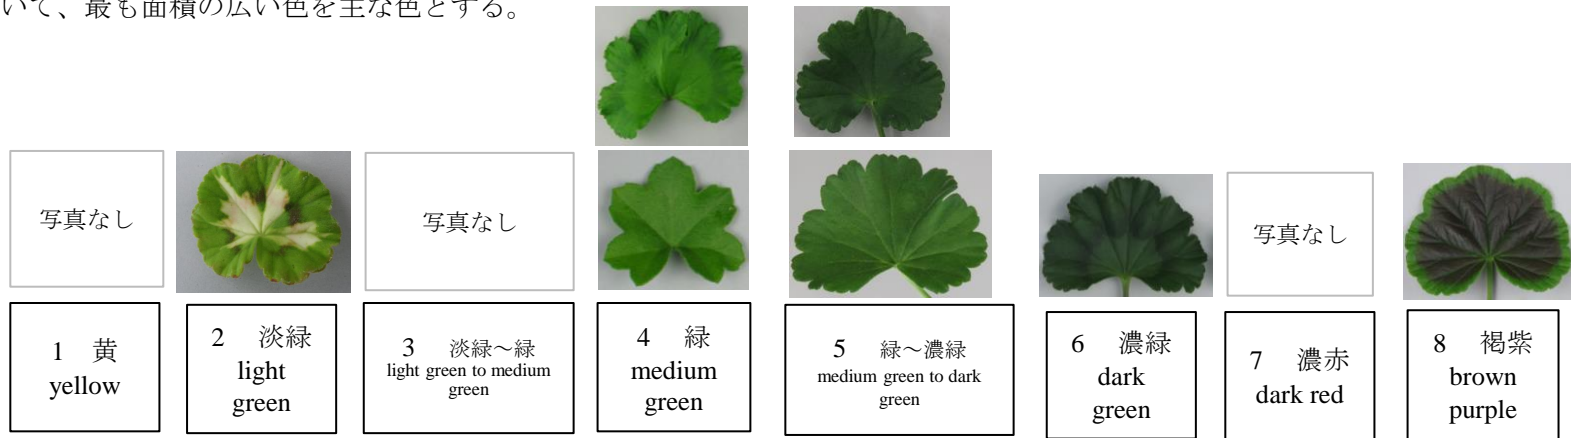 いて、最も面積の広い色を主な色とする。
写真なし
写真なし
写真なし
1 黄
yellow
2 淡緑
light
green
3 淡緑～緑
light green to medium
green
4 緑
medium
green
5 緑～濃緑
medium green to dark
green
6 濃緑
dark
green
7 濃赤
dark red
8 褐紫
brown
purple